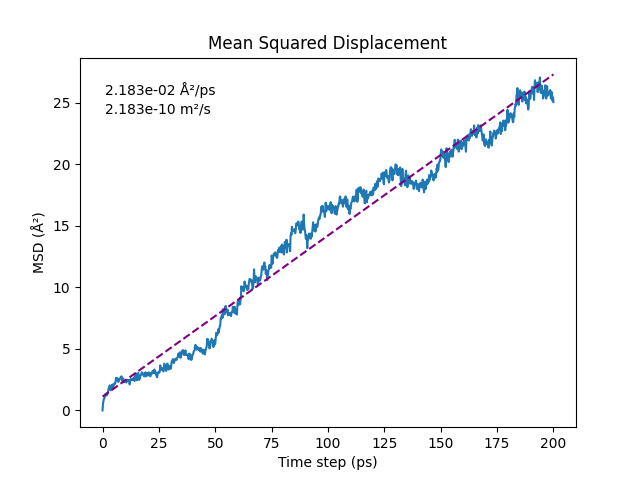 Mean Squared Displacement
2.183e-02 Å²/ps
2.183e-10 m²/s
MSD (Å²)
25
20
15
10
5
0
0 25 50 75 100 125 150 175 200
Time step (ps)